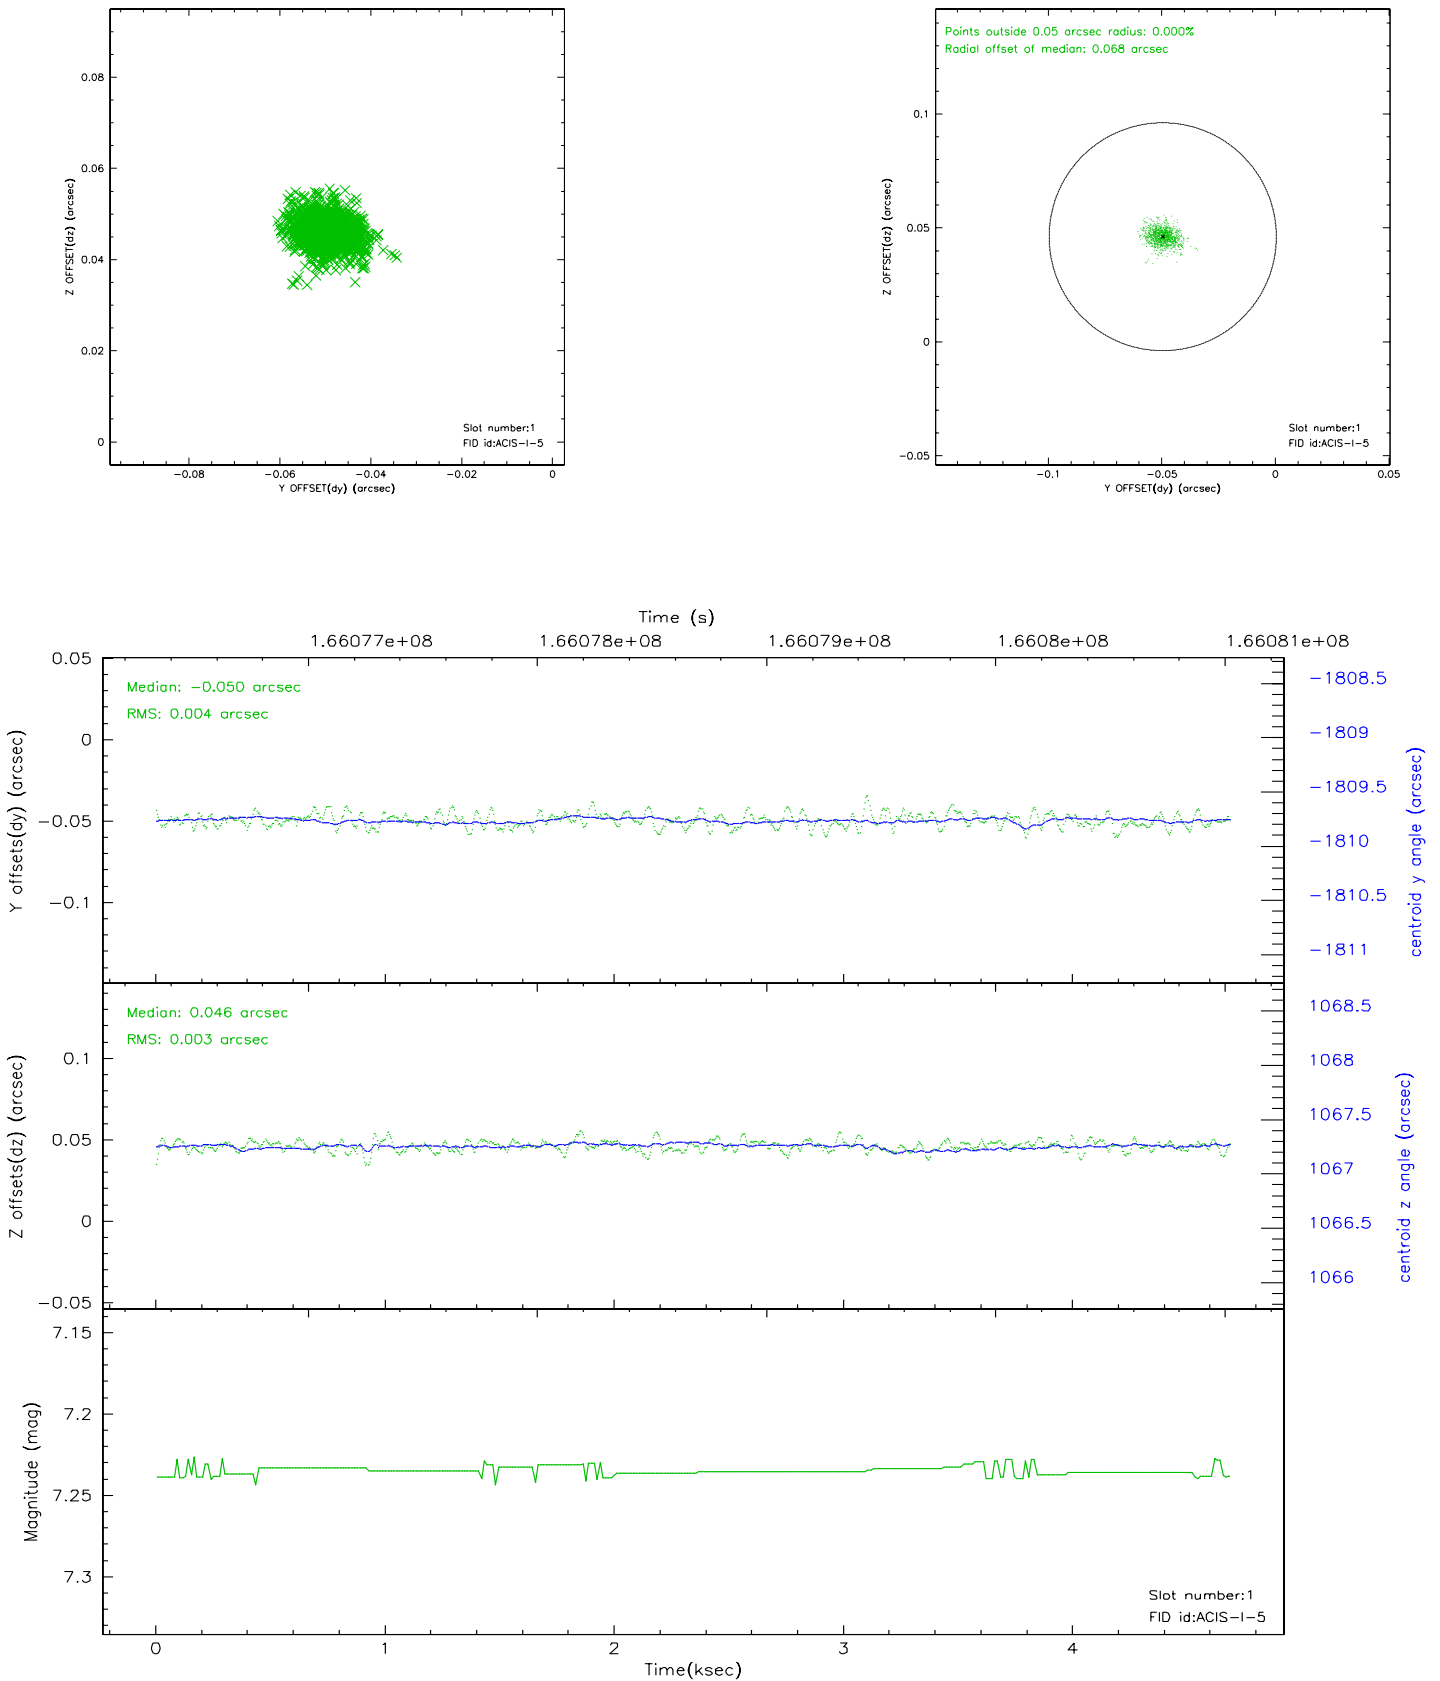 0.08
0.06
0.04
0.02
0
Z OFFSET(dz) (arcsec)
Slot number:1
FID id:ACIS-I-5
-0.08 -0.06 -0.04 -0.02 0
Y OFFSET(dy) (arcsec)
Points outside 0.05 arcsec radius: 0.000%
Radial offset of median: 0.068 arcsec
0.1
0.05
0
-0.05
Z OFFSET(dz) (arcsec)
Slot number:1
FID id:ACIS-I-5
-0.1 -0.05 0 0.05
Y OFFSET(dy) (arcsec)
Time (s)
1.66077e+08 1.66078e+08 1.66079e+08 1.6608e+08 1.66081e+08
0.05
0
-0.05
-0.1
Y offsets(dy) (arcsec)
Median: -0.050 arcsec
RMS: 0.004 arcsec
-1808.5
-1809
-1809.5
-1810
-1810.5
-1811
centroid y angle (arcsec)
0.1
0.05
0
-0.05
Z offsets(dz) (arcsec)
Median: 0.046 arcsec
RMS: 0.003 arcsec
1068.5
1068
1067.5
1067
1066.5
1066
centroid z angle (arcsec)
7.15
7.2
7.25
7.3
Magnitude (mag)
Slot number:1
FID id:ACIS-I-5
0 1 2 3 4
Time(ksec)